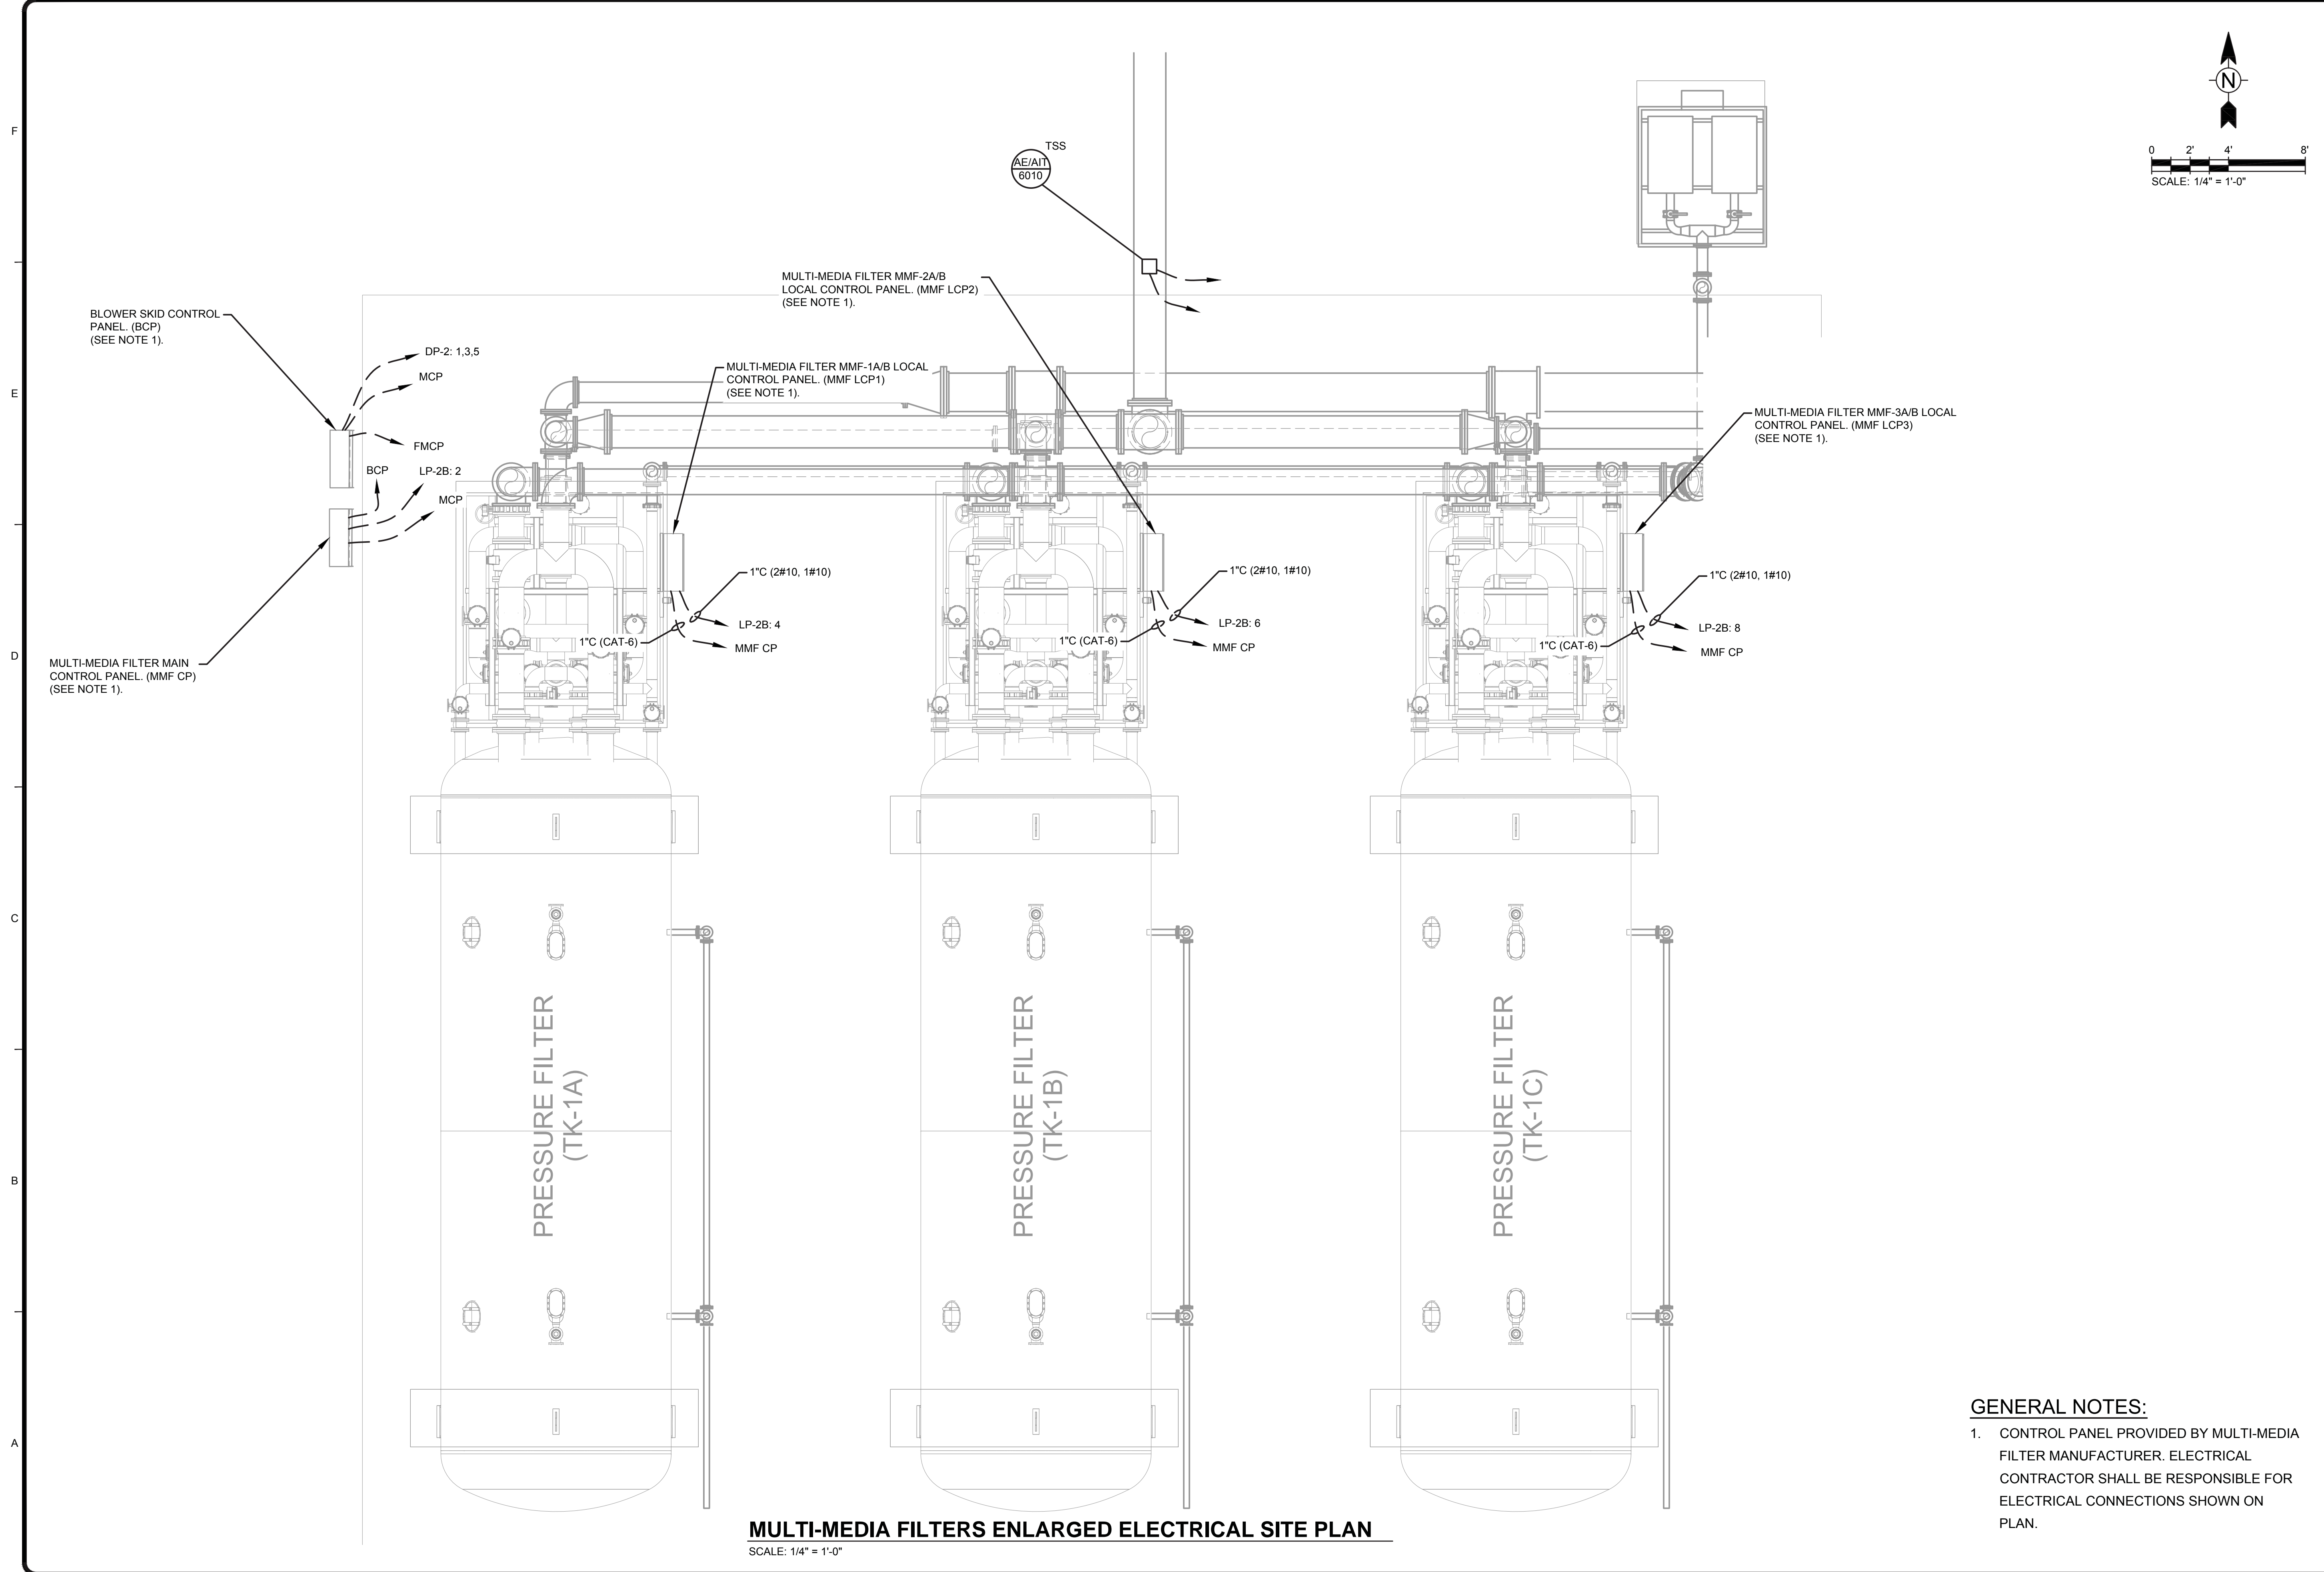 F
E
D
C
B
A
N
0 2' 4' 8'
SCALE: 1/4" = 1'-0"
TSS
AE/AIT
6010
MULTI-MEDIA FILTER MMF-2A/B
LOCAL CONTROL PANEL. (MMF LCP2)
(SEE NOTE 1).
BLOWER SKID CONTROL
PANEL. (BCP)
(SEE NOTE 1).
DP-2: 1,3,5
MCP
FMCP
BCP
LP-2B: 2
MCP
MULTI-MEDIA FILTER MMF-1A/B LOCAL
CONTROL PANEL. (MMF LCP1)
(SEE NOTE 1).
MULTI-MEDIA FILTER MMF-3A/B LOCAL
CONTROL PANEL. (MMF LCP3)
(SEE NOTE 1).
MULTI-MEDIA FILTER MAIN
CONTROL PANEL. (MMF CP)
(SEE NOTE 1).
1"C (2#10, 1#10)
LP-2B: 4
1"C (CAT-6)
MMF CP
1"C (2#10, 1#10)
LP-2B: 6
1"C (CAT-6)
MMF CP
1"C (2#10, 1#10)
LP-2B: 8
1"C (CAT-6)
MMF CP
PRESSURE FILTER
(TK-1A)
PRESSURE FILTER
(TK-1B)
PRESSURE FILTER
(TK-1C)
GENERAL NOTES:
1. CONTROL PANEL PROVIDED BY MULTI-MEDIA
FILTER MANUFACTURER. ELECTRICAL
CONTRACTOR SHALL BE RESPONSIBLE FOR
ELECTRICAL CONNECTIONS SHOWN ON
PLAN.
MULTI-MEDIA FILTERS ENLARGED ELECTRICAL SITE PLAN
SCALE: 1/4" = 1'-0"